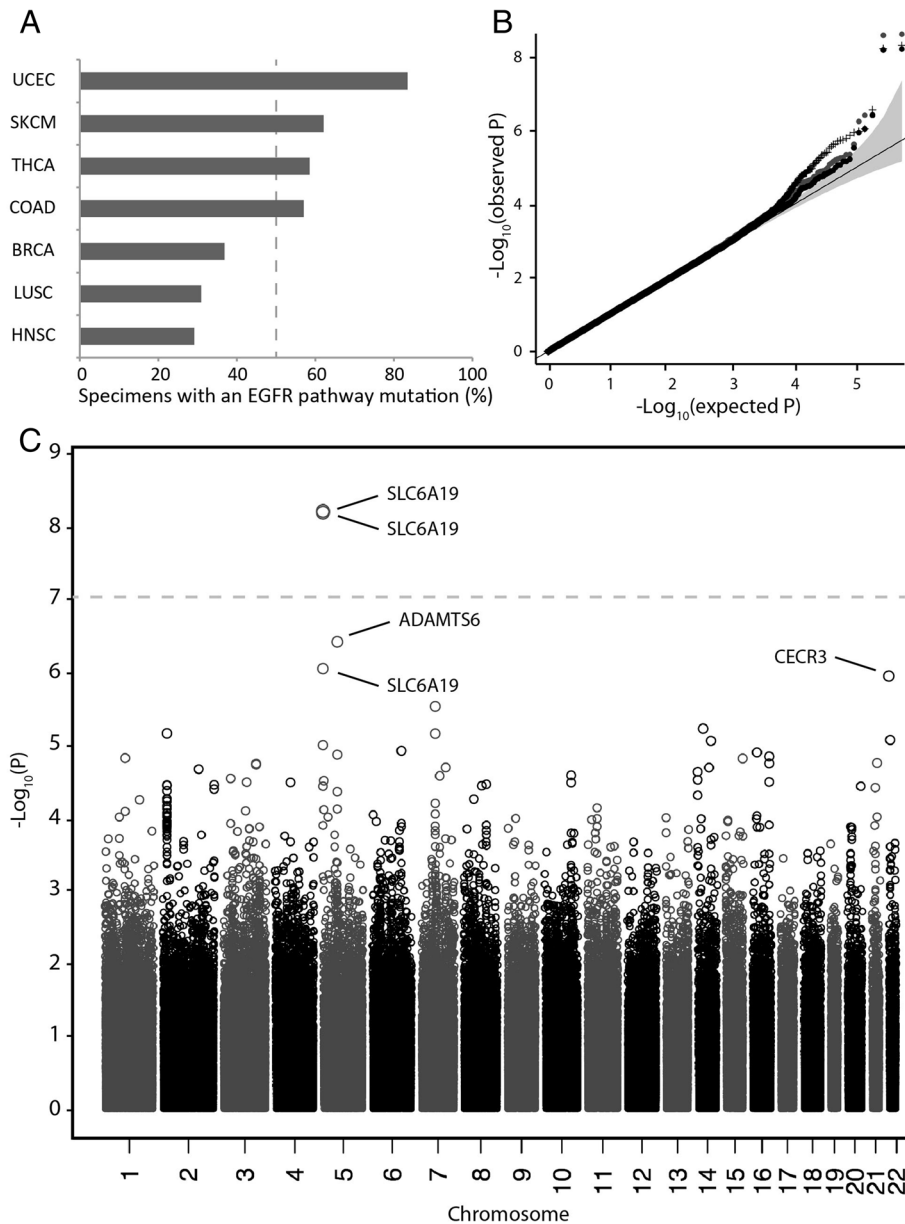 A
UCEC
SKCM
THCA
COAD
BRCA
LUSC
HNSC
0 20 40 60 80 100
Specimens with an EGFR pathway mutation (%)
B
8
6
4
2
0
-Log10(observed P)
0 1 2 3 4 5
-Log10(expected P)
C
9
8
7
6
5
4
3
2
1
0
-Log10(P)
SLC6A19
SLC6A19
ADAMTS6
SLC6A19
CECR3
1 2 3 4 5 6 7 8 9 10 11 12 13 14 15 16 17 18 19 20 21 22
Chromosome